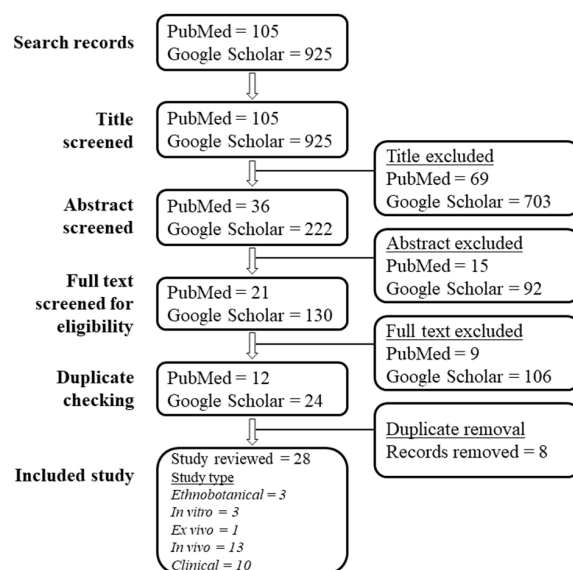 Search records
PubMed = 105
Google Scholar = 925
Title
screened
PubMed = 105
Google Scholar = 925
Title excluded
PubMed = 69
Google Scholar = 703
Abstract
screened
PubMed = 36
Google Scholar = 222
Abstract excluded
PubMed = 15
Google Scholar = 92
Full text
screened for
eligibility
PubMed = 21
Google Scholar = 130
Full text excluded
PubMed = 9
Google Scholar = 106
Duplicate
checking
PubMed = 12
Google Scholar = 24
Duplicate removal
Records removed = 8
Included study
Study reviewed = 28
Study type
Ethnobotanical = 3
In vitro = 3
Ex vivo = 1
In vivo = 13
Clinical = 10